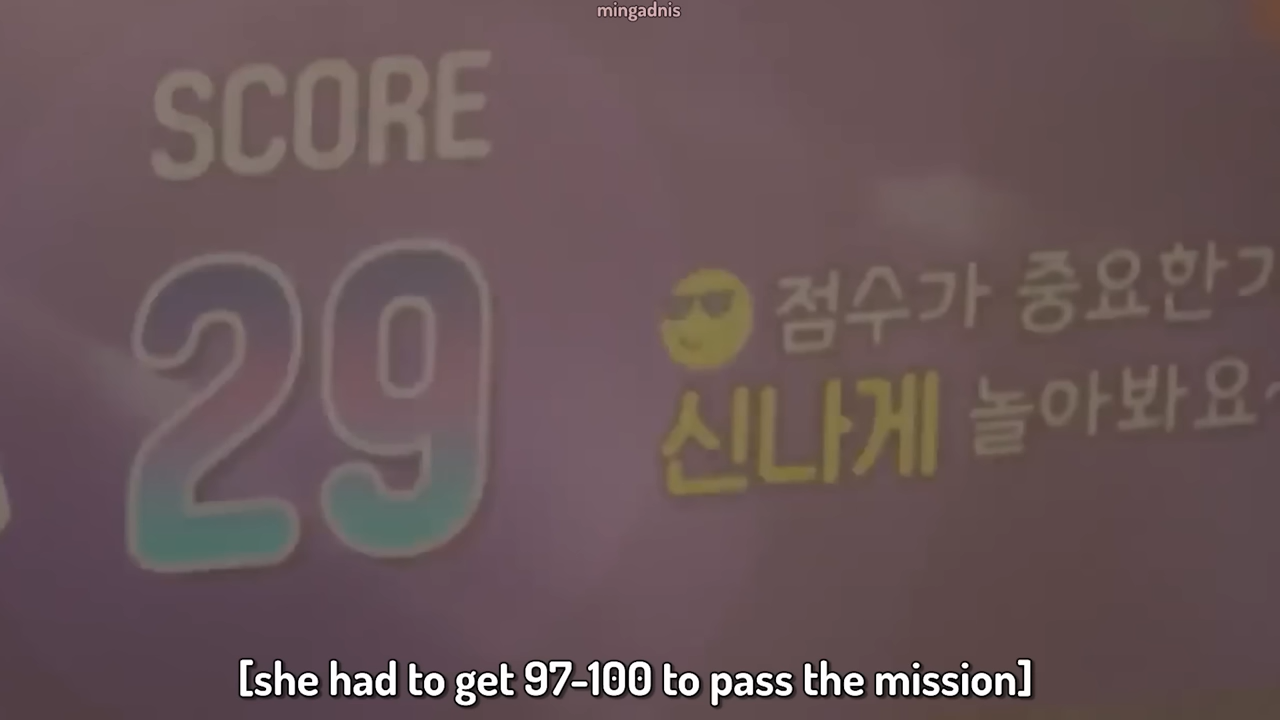 mingadnis
SCORE
29
점수가 중요한가
신나게 놀아봐요~
[she had to get 97-100 to pass the mission]